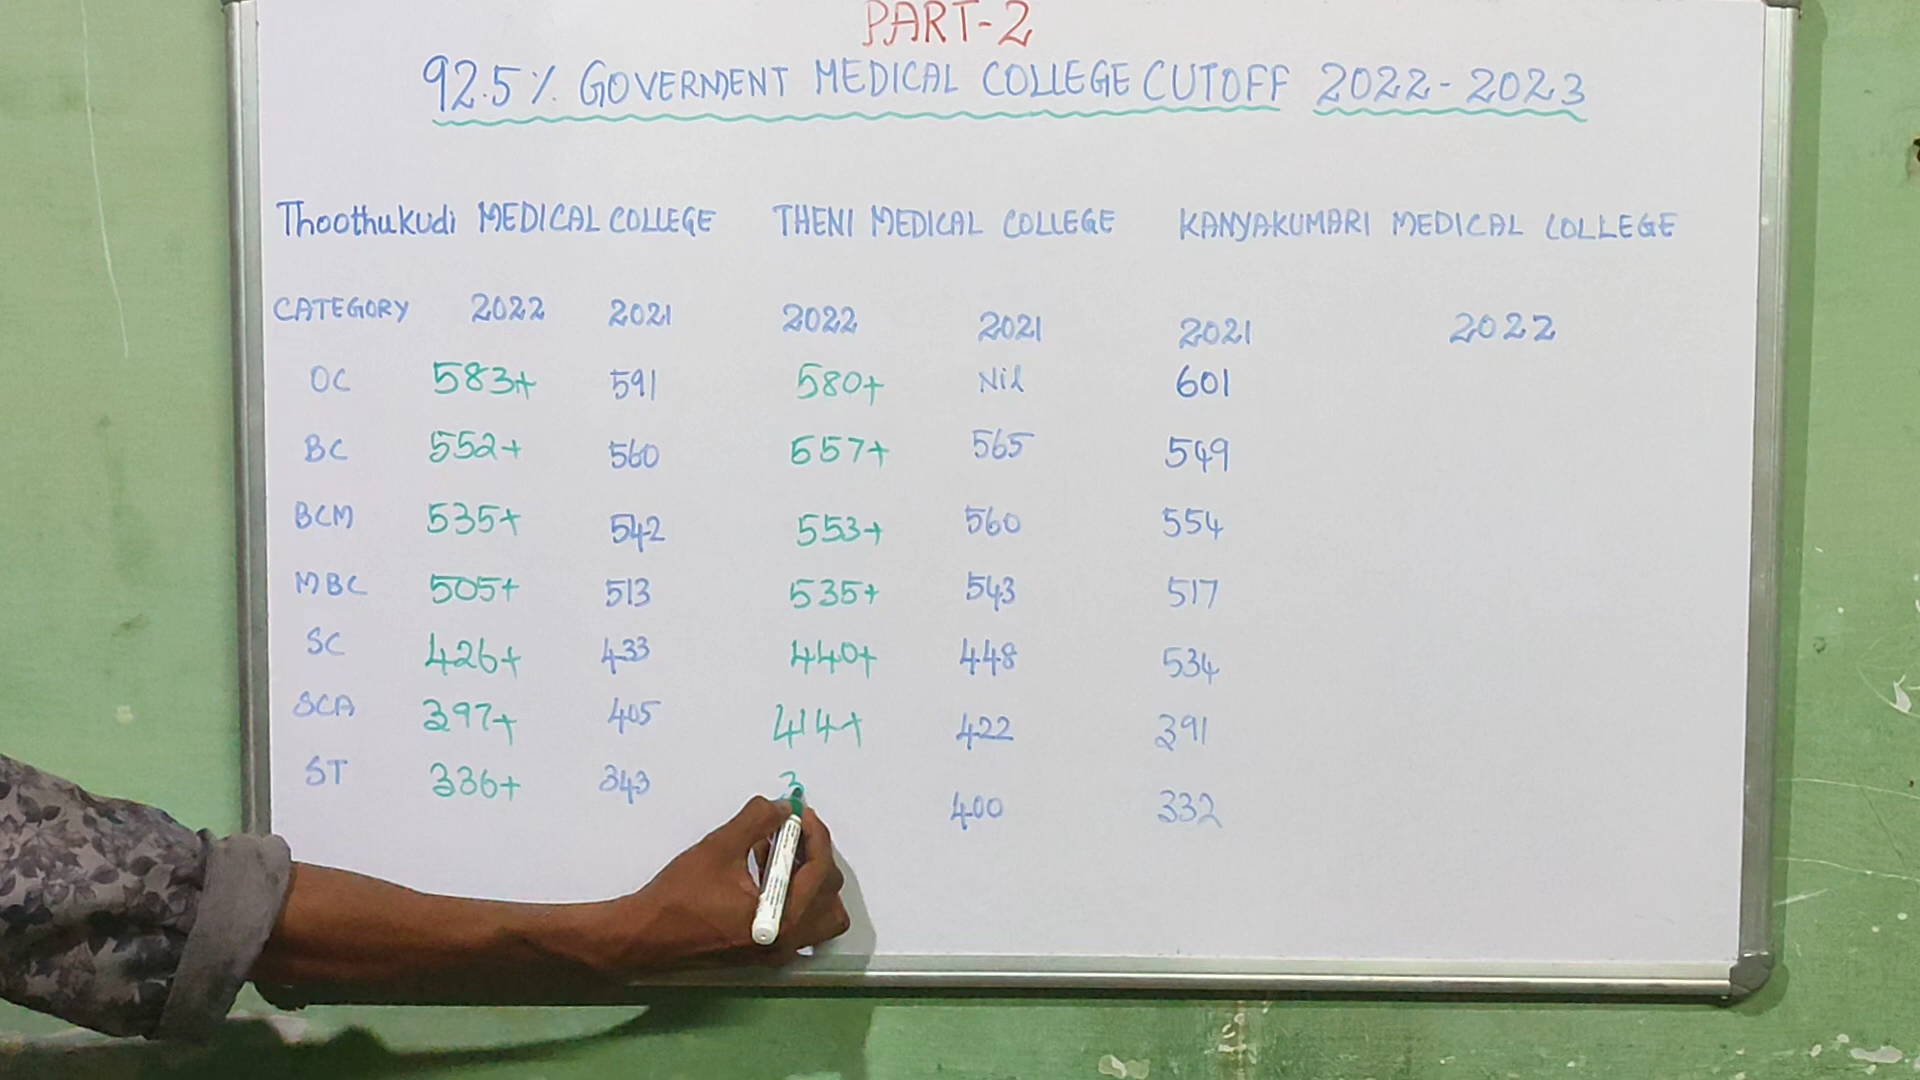 PART-2
92.5% GOVERNMENT MEDICAL COLLEGE CUTOFF 2022-2023
Thoothukudi MEDICAL COLLEGE THENI MEDICAL COLLEGE KANYAKUMARI MEDICAL COLLEGE
CATEGORY 2022 2021 2022 2021 2021 2022
OC 583+ 591 580+ Nil 601
BC 552+ 560 557+ 565 549
BCM 535+ 542 553+ 560 554
MBC 505+ 513 535+ 543 517
SC 426+ 433 440+ 448 534
SCA 397+ 405 414+ 422 391
ST 336+ 343 3 400 332